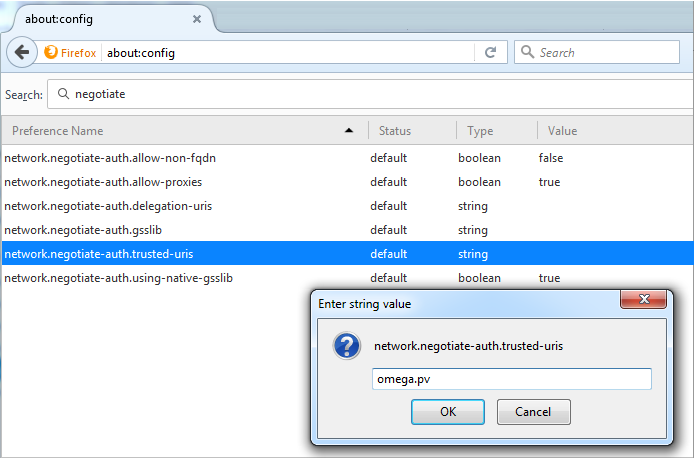 about:config
Firefox about:config Search
Search: negotiate
Preference Name Status Type Value
network.negotiate-auth.allow-non-fqdn default boolean false
network.negotiate-auth.allow-proxies default boolean true
network.negotiate-auth.delegation-uris default string
network.negotiate-auth.gsslib default string
network.negotiate-auth.trusted-uris default string
network.negotiate-auth.using-native-gsslib default boolean true
Enter string value
network.negotiate-auth.trusted-uris
omega.pv
OK Cancel